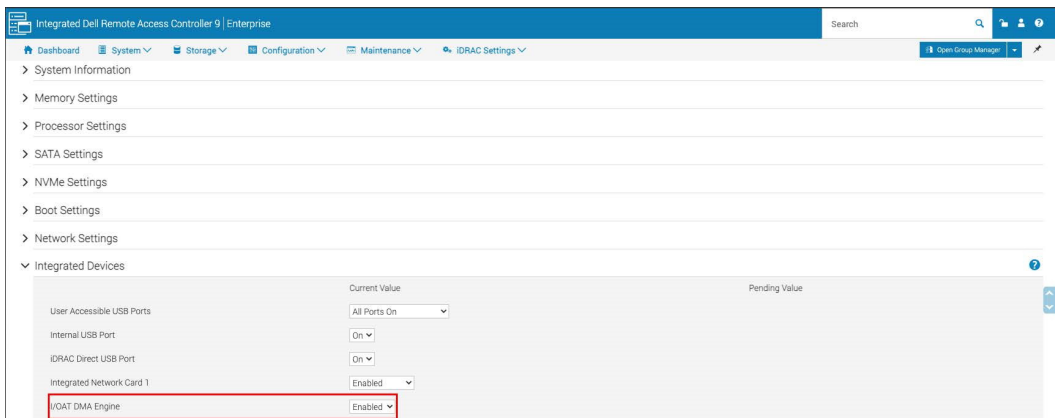 Integrated Dell Remote Access Controller 9 | Enterprise Search
Dashboard System Storage Configuration Maintenance iDRAC Settings Open Group Manager
System Information
Memory Settings
Processor Settings
SATA Settings
NVMe Settings
Boot Settings
Network Settings
Integrated Devices
Current Value Pending Value
User Accessible USB Ports All Ports On
Internal USB Port On
iDRAC Direct USB Port On
Integrated Network Card 1 Enabled
I/OAT DMA Engine Enabled